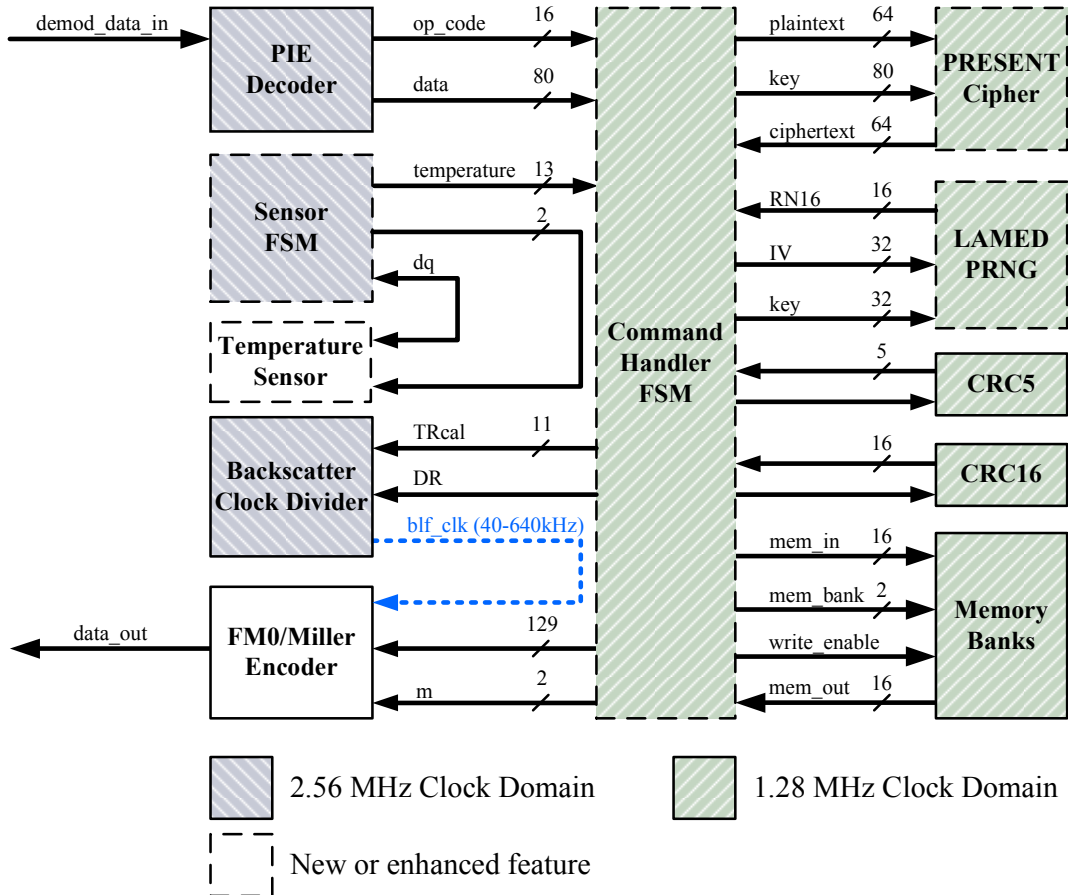 demod_data_in
PIE
Decoder
op_code
16
data
80
plaintext
64
key
80
ciphertext
64
PRESENT
Cipher
Sensor
FSM
temperature
13
2
dq
Temperature
Sensor
Command
Handler
FSM
RN16
16
IV
32
key
32
LAMED
PRNG
5
CRC5
16
CRC16
Backscatter
Clock Divider
TRcal
11
DR
blf_clk (40-640kHz)
FM0/Miller
Encoder
data_out
129
m
2
mem_in
16
mem_bank
2
write_enable
mem_out
16
Memory
Banks
2.56 MHz Clock Domain
1.28 MHz Clock Domain
New or enhanced feature